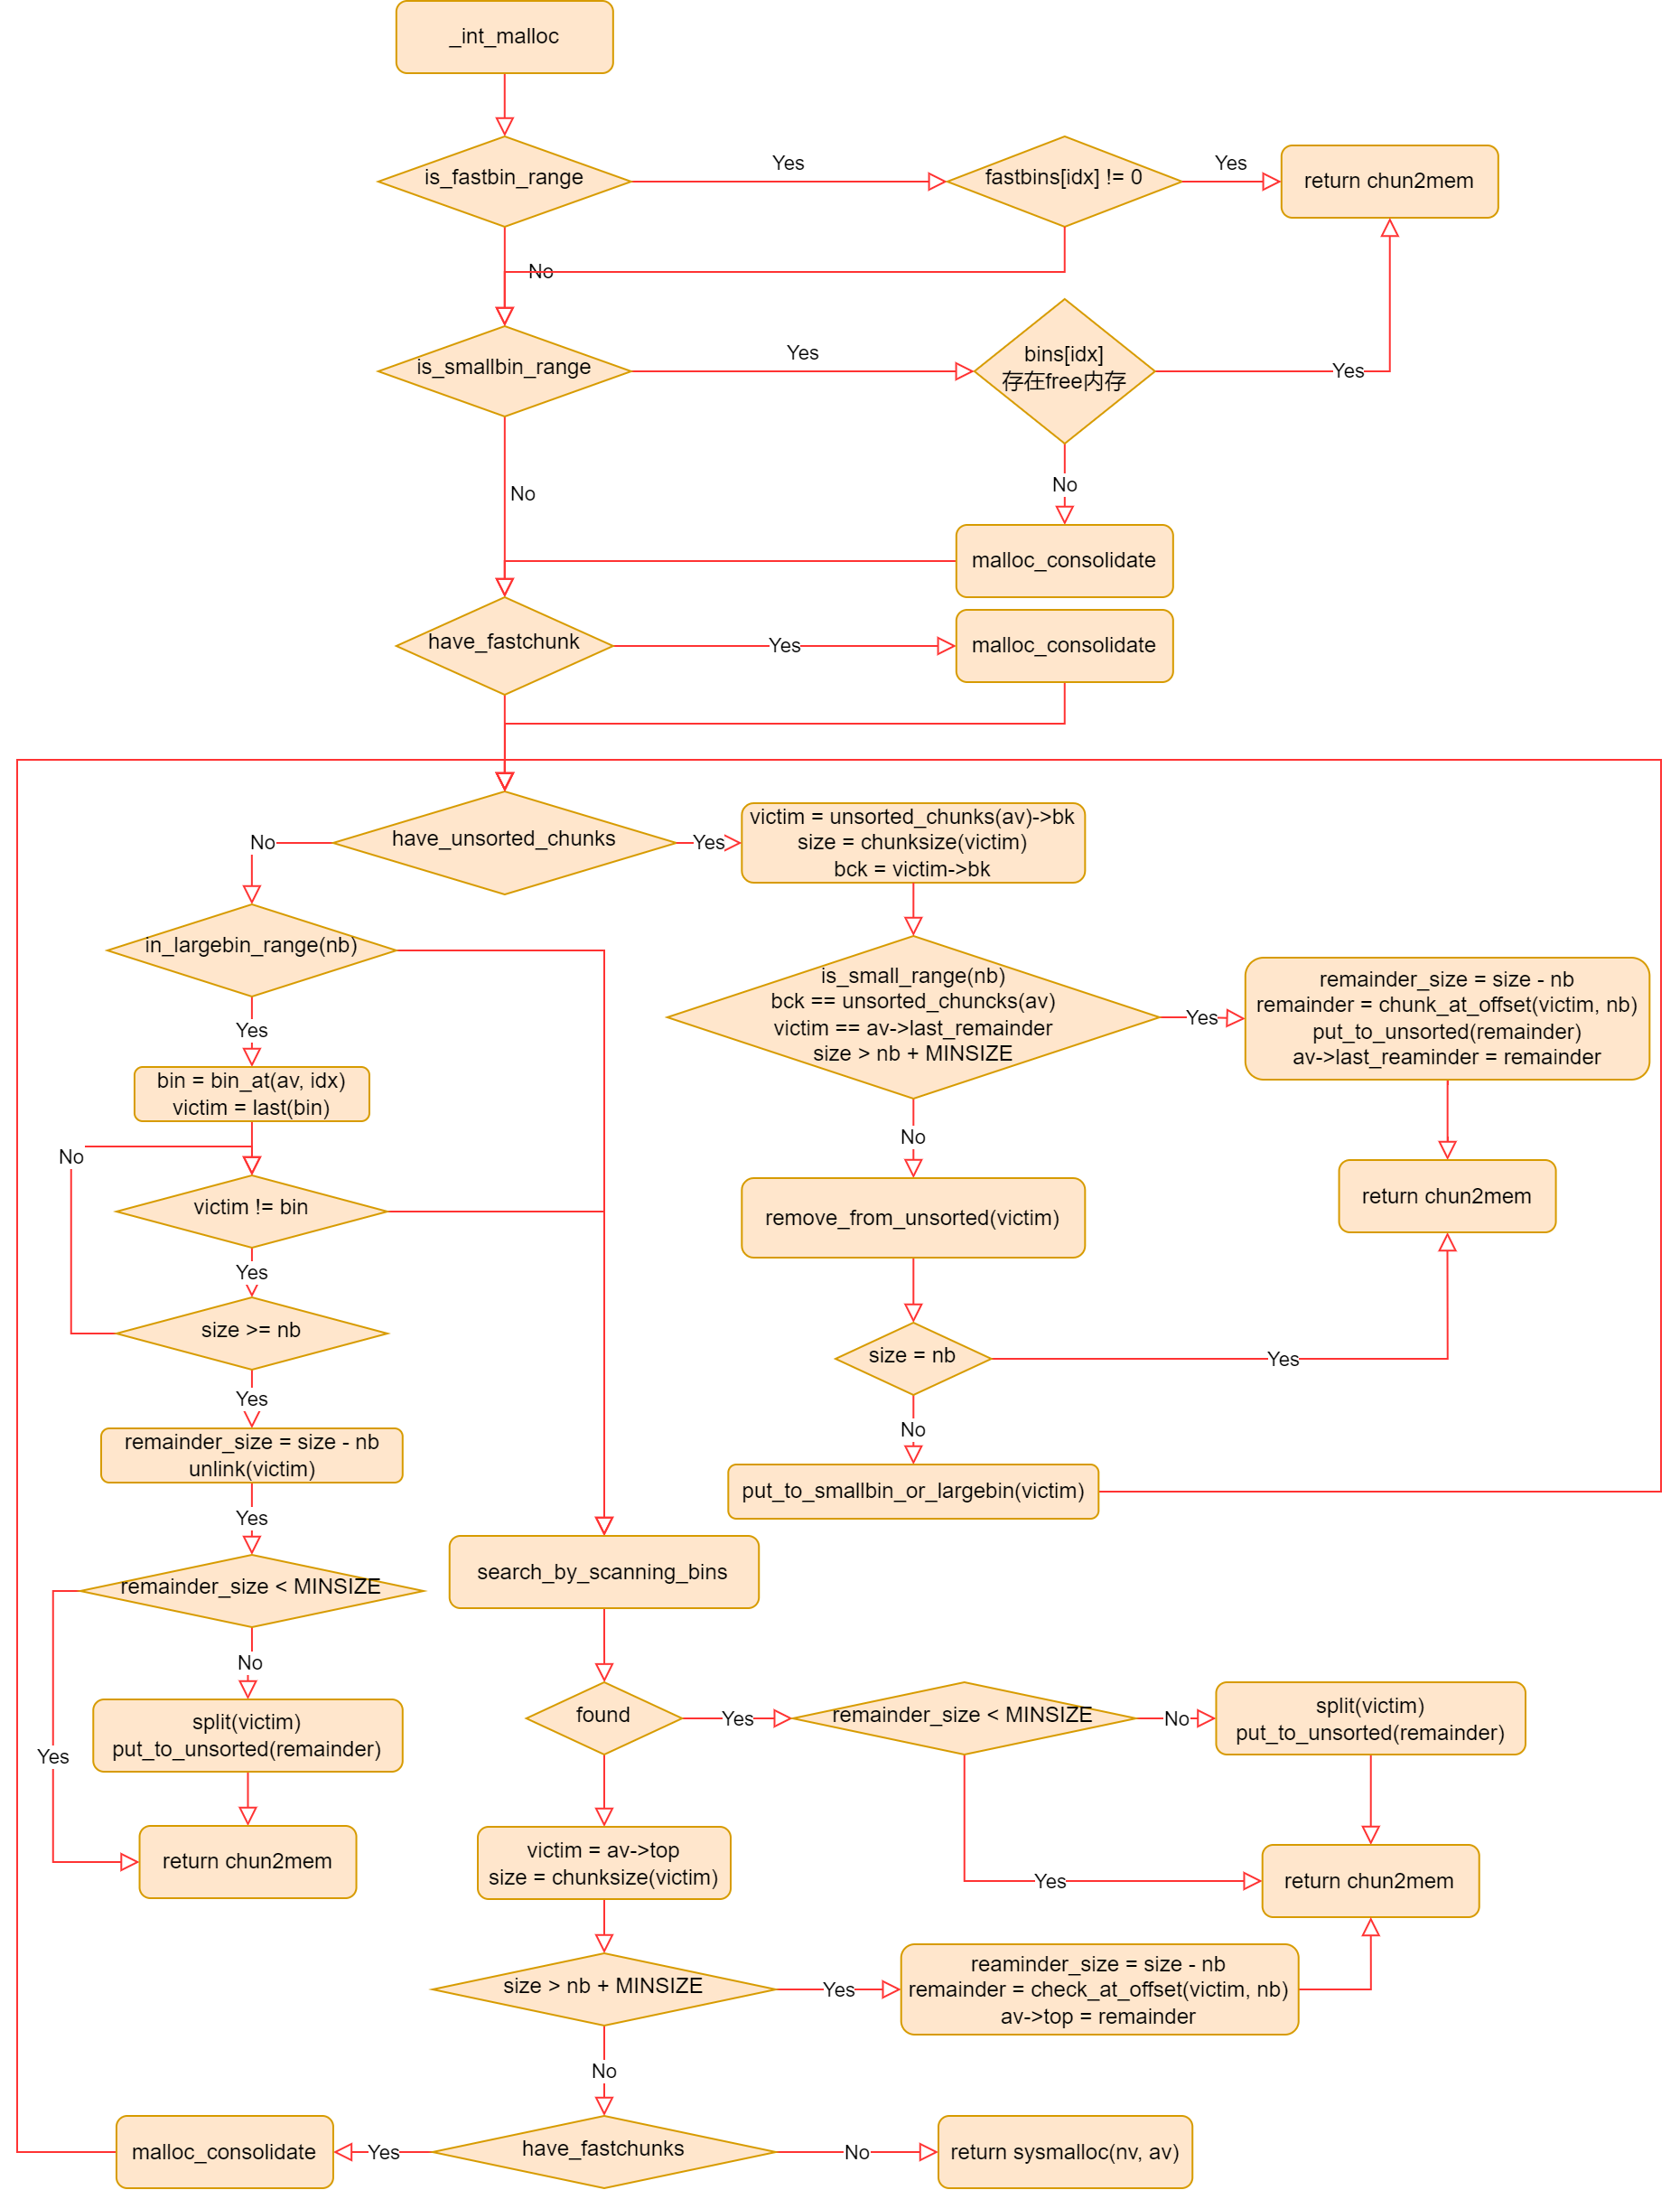 _int_malloc
is_fastbin_range
Yes
fastbins[idx] != 0
Yes
return chun2mem
No
is_smallbin_range
Yes
bins[idx]
存在free内存
Yes
No
No
malloc_consolidate
have_fastchunk
Yes
malloc_consolidate
have_unsorted_chunks
No
Yes
victim = unsorted_chunks(av)->bk
size = chunksize(victim)
bck = victim->bk
in_largebin_range(nb)
Yes
is_small_range(nb)
bck == unsorted_chuncks(av)
victim == av->last_remainder
size > nb + MINSIZE
Yes
remainder_size = size - nb
remainder = chunk_at_offset(victim, nb)
put_to_unsorted(remainder)
av->last_reaminder = remainder
bin = bin_at(av, idx)
victim = last(bin)
No
No
victim != bin
Yes
remove_from_unsorted(victim)
return chun2mem
size >= nb
Yes
size = nb
Yes
No
remainder_size = size - nb
unlink(victim)
Yes
put_to_smallbin_or_largebin(victim)
remainder_size < MINSIZE
search_by_scanning_bins
No
Yes
split(victim)
put_to_unsorted(remainder)
return chun2mem
found
Yes
remainder_size < MINSIZE
No
split(victim)
put_to_unsorted(remainder)
Yes
return chun2mem
victim = av->top
size = chunksize(victim)
size > nb + MINSIZE
Yes
reaminder_size = size - nb
remainder = check_at_offset(victim, nb)
av->top = remainder
No
have_fastchunks
Yes
malloc_consolidate
No
return sysmalloc(nv, av)